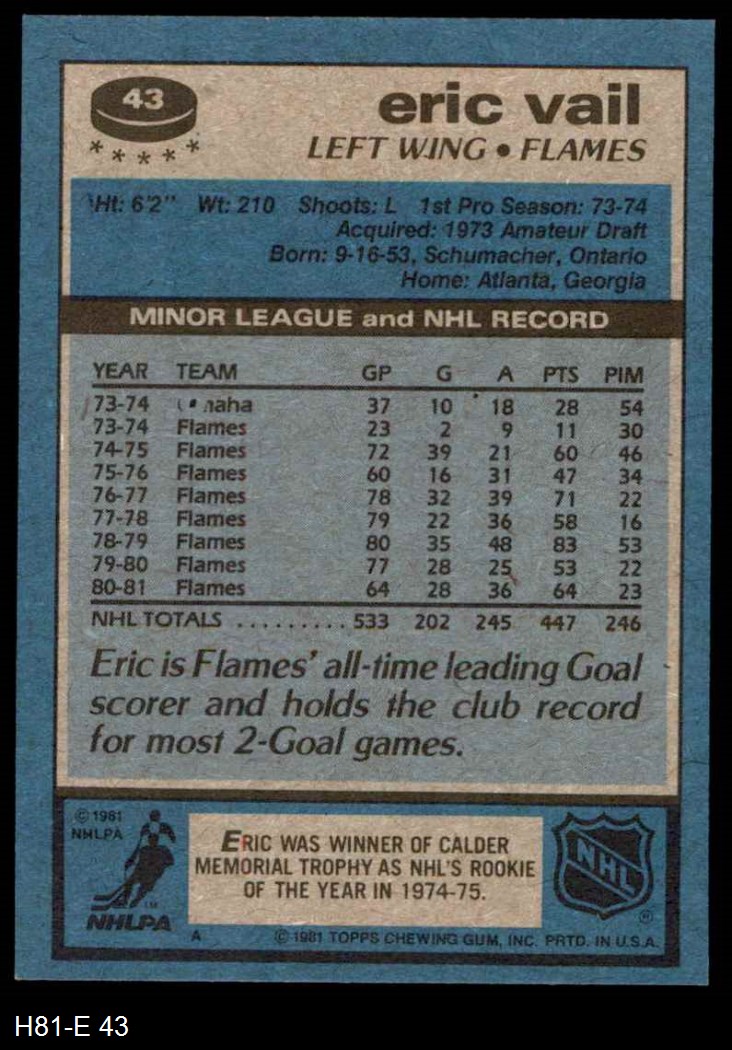 43
eric vail
LEFT WING • FLAMES
Ht: 6'2" Wt: 210 Shoots: L 1st Pro Season: 73-74
Acquired: 1973 Amateur Draft
Born: 9-16-53, Schumacher, Ontario
Home: Atlanta, Georgia
MINOR LEAGUE and NHL RECORD
YEAR TEAM GP G A PTS PIM
73-74 37 10 18 28 54
73-74 Flames 23 2 9 11 30
74-75 Flames 72 39 21 60 46
75-76 Flames 60 16 31 47 34
76-77 Flames 78 32 39 71 22
77-78 Flames 79 22 36 58 16
78-79 Flames 80 35 48 83 53
79-80 Flames 77 28 25 53 22
80-81 Flames 64 28 36 64 23
NHL TOTALS .......... 533 202 245 447 246
Eric is Flames' all-time leading Goal
scorer and holds the club record
for most 2-Goal games.
© 1981
NHLPA
ERIC WAS WINNER OF CALDER
MEMORIAL TROPHY AS NHL'S ROOKIE
OF THE YEAR IN 1974-75.
NHL
NHLPA
A © 1981 TOPPS CHEWING GUM, INC. PRTD. IN U.S.A.
H81-E 43